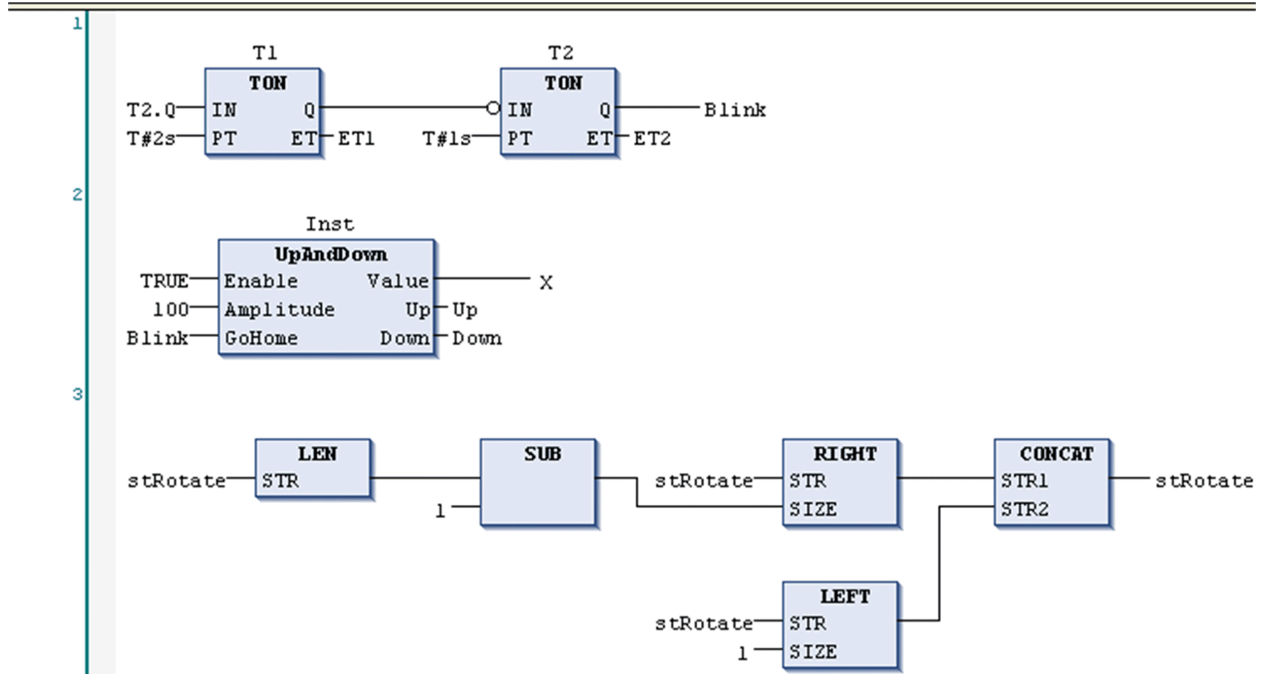 1
T1 T2
TON TON
T2.Q IN Q IN Q Blink
T#2s PT ET ET1 T#1s PT ET ET2
2
Inst
UpAndDown
TRUE Enable Value X
100 Amplitude Up Up
Blink GoHome Down Down
3
LEN SUB RIGHT CONCAT
stRotate STR stRotate STR STR1 stRotate
1 SIZE STR2
LEFT
stRotate STR
1 SIZE